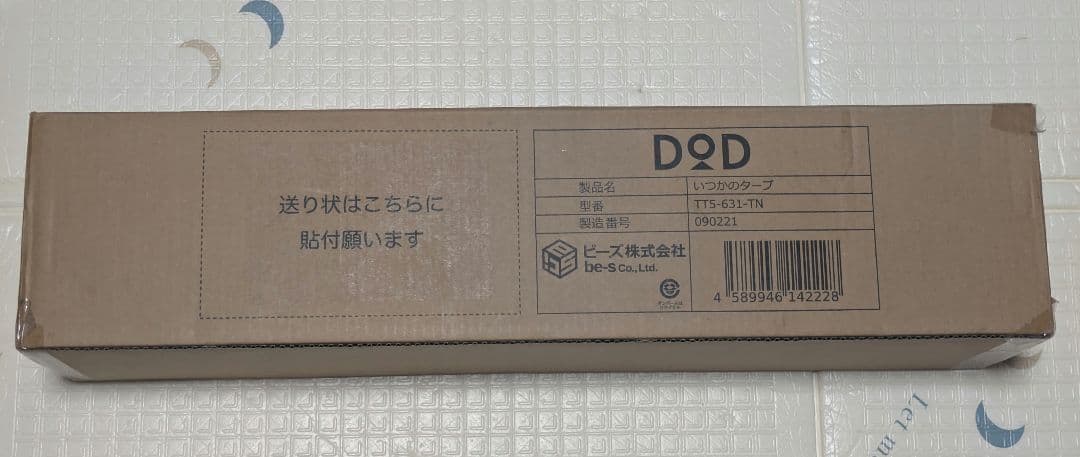 送り状はこちらに
貼付願います
DOD
製品名 いつかのタープ
型番 TT5-631-TN
製造番号 090221
ビーズ株式会社
be-s Co., Ltd.
4 589946 142228
Let m